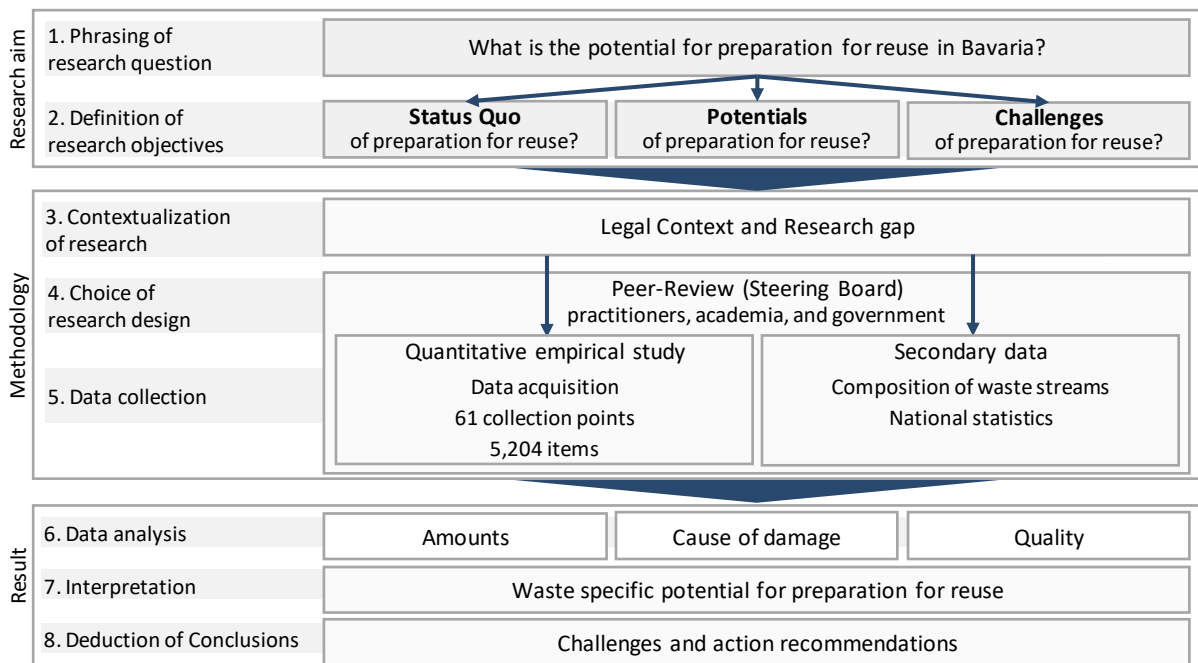 Research aim
1. Phrasing of
research question
What is the potential for preparation for reuse in Bavaria?
2. Definition of
research objectives
Status Quo
of preparation for reuse?
Potentials
of preparation for reuse?
Challenges
of preparation for reuse?
Methodology
3. Contextualization
of research
Legal Context and Research gap
4. Choice of
research design
Peer-Review (Steering Board)
practitioners, academia, and government
5. Data collection
Quantitative empirical study
Data acquisition
61 collection points
5,204 items
Secondary data
Composition of waste streams
National statistics
Result
6. Data analysis
Amounts
Cause of damage
Quality
7. Interpretation
Waste specific potential for preparation for reuse
8. Deduction of Conclusions
Challenges and action recommendations